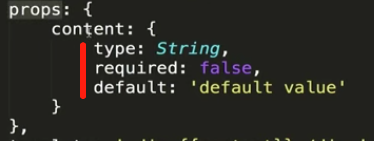 props: {
content: {
type: String,
required: false,
default: 'default value'
}
},